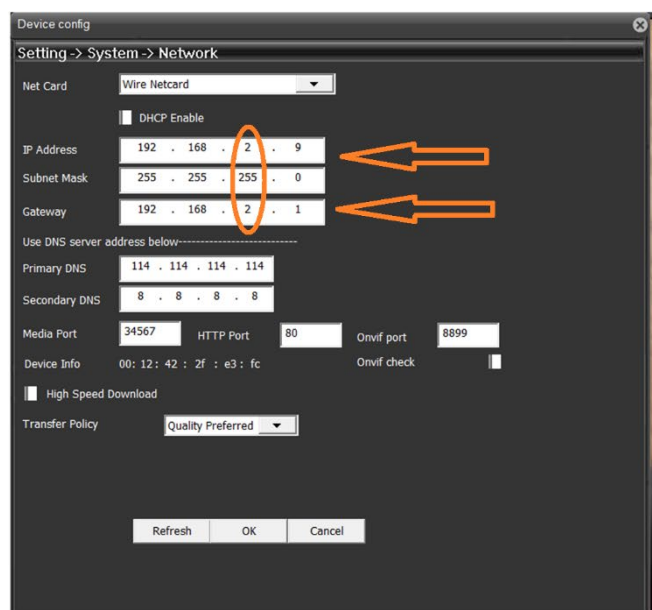 Device config
Setting -> System -> Network
Net Card Wire Netcard
DHCP Enable
IP Address 192 . 168 . 2 . 9
Subnet Mask 255 . 255 . 255 . 0
Gateway 192 . 168 . 2 . 1
Use DNS server address below---------------------------
Primary DNS 114 . 114 . 114 . 114
Secondary DNS 8 . 8 . 8 . 8
Media Port 34567 HTTP Port 80 Onvif port 8899
Device Info 00: 12: 42 : 2f : e3 : fc Onvif check
High Speed Download
Transfer Policy Quality Preferred
Refresh OK Cancel